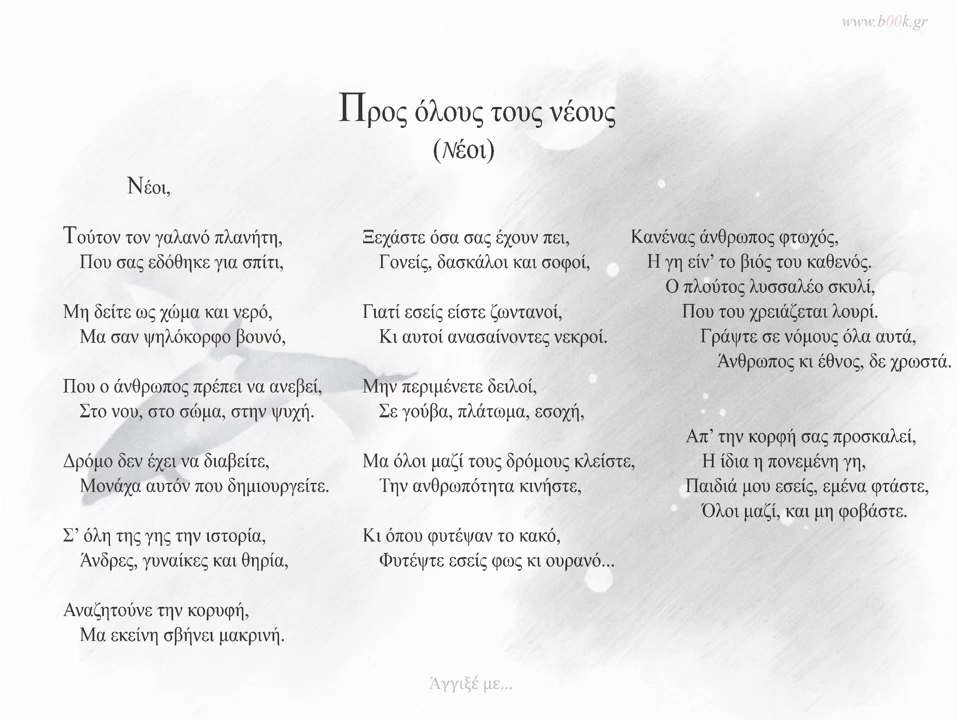 www.b00k.gr
Προς όλους τους νέους
(Νέοι)
Νέοι,
Τούτον τον γαλανό πλανήτη,
Που σας εδόθηκε για σπίτι,
Μη δείτε ως χώμα και νερό,
Μα σαν ψηλόκορφο βουνό,
Που ο άνθρωπος πρέπει να ανεβεί,
Στο νου, στο σώμα, στην ψυχή.
Δρόμο δεν έχει να διαβείτε,
Μονάχα αυτόν που δημιουργείτε.
Σ’ όλη της γης την ιστορία,
Άνδρες, γυναίκες και θηρία,
Αναζητούνε την κορυφή,
Μα εκείνη σβήνει μακρινή.
Ξεχάστε όσα σας έχουν πει,
Γονείς, δασκάλοι και σοφοί,
Γιατί εσείς είστε ζωντανοί,
Κι αυτοί ανασαίνοντες νεκροί.
Μην περιμένετε δειλοί,
Σε γούβα, πλάτωμα, εσοχή,
Μα όλοι μαζί τους δρόμους κλείστε,
Την ανθρωπότητα κινήστε,
Κι όπου φυτέψαν το κακό,
Φυτέψτε εσείς φως κι ουρανό...
Κανένας άνθρωπος φτωχός,
Η γη είν’ το βιός του καθενός.
Ο πλούτος λυσσαλέο σκυλί,
Που του χρειάζεται λουρί.
Γράψτε σε νόμους όλα αυτά,
Άνθρωπος κι έθνος, δε χρωστά.
Απ’ την κορφή σας προσκαλεί,
Η ίδια η πονεμένη γη,
Παιδιά μου εσείς, εμένα φτάστε,
Όλοι μαζί, και μη φοβάστε.
Άγγιξέ με...